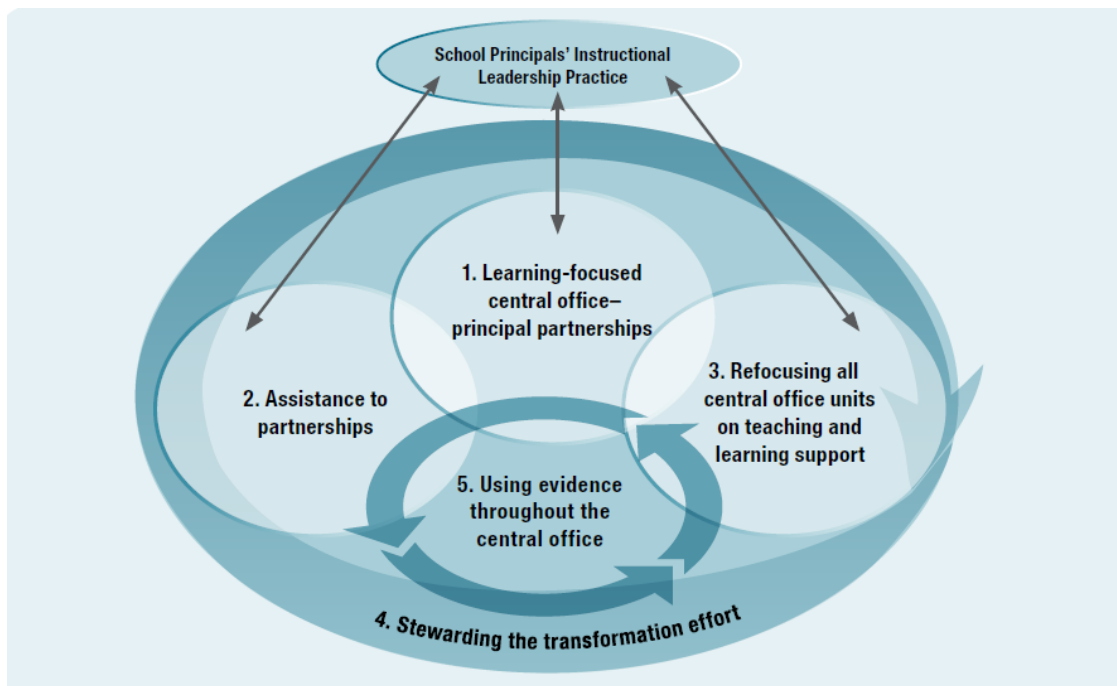 School Principals’ Instructional
Leadership Practice
1. Learning-focused
central office–
principal partnerships
2. Assistance to
partnerships
3. Refocusing all
central office units
on teaching and
learning support
5. Using evidence
throughout the
central office
4. Stewarding the transformation effort